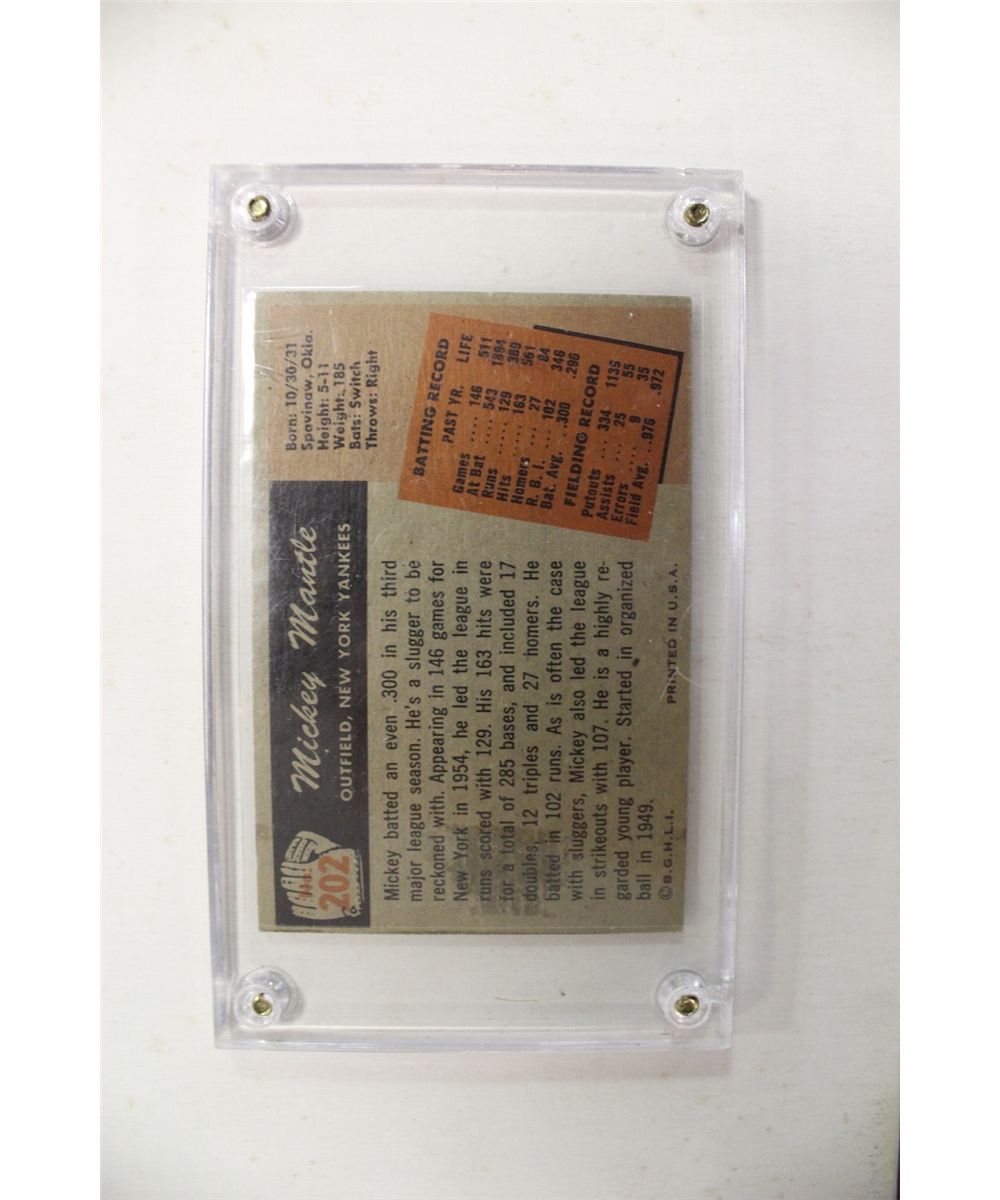 No.
202
Mickey Mantle
OUTFIELD, NEW YORK YANKEES
Born: 10/30/31
Spavinaw, Okla.
Height: 5-11
Weight: 185
Bats: Switch
Throws: Right
Mickey batted an even .300 in his third
major league season. He's a slugger to be
reckoned with. Appearing in 146 games for
New York in 1954, he led the league in
runs scored with 129. His 163 hits were
for a total of 285 bases, and included 17
doubles, 12 triples and 27 homers. He
batted in 102 runs. As is often the case
with sluggers, Mickey also led the league
in strikeouts with 107. He is a highly re-
garded young player. Started in organized
ball in 1949.
© B.G.H.L.I.
PRINTED IN U.S.A.
BATTING RECORD
PAST YR. LIFE
Games .... 146 511
At Bat .... 543 1894
Runs ..... 129 389
Hits ...... 163 561
Homers ... 27 84
R. B. I. .... 102 346
Bat. Avg. .. .300 .296
FIELDING RECORD
Putouts ... 334 1135
Assists .... 25 55
Errors .... 9 35
Field Avg. .. .976 .972